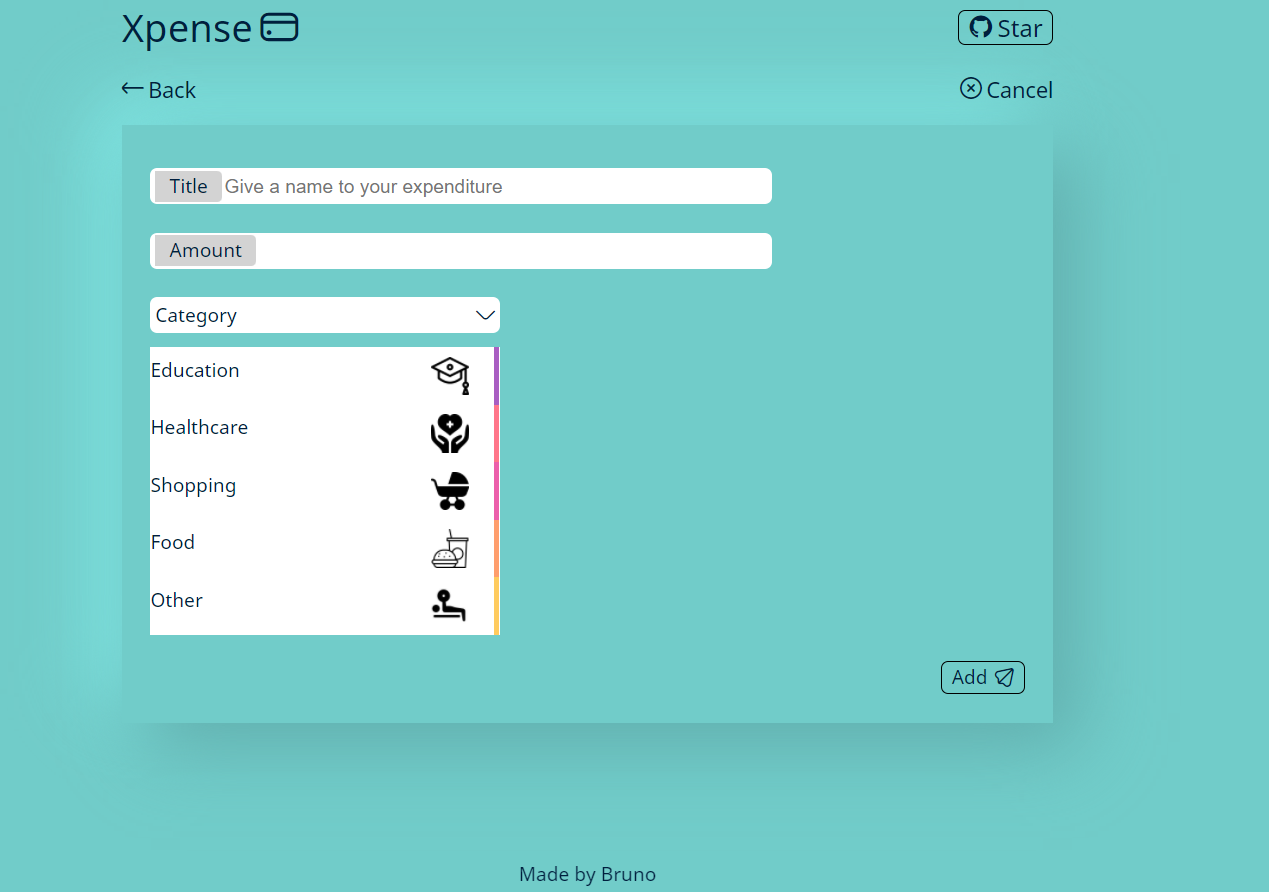 Xpense
Star
Back
Cancel
Title
Give a name to your expenditure
Amount
Category
Education
Healthcare
Shopping
Food
Other
Add
Made by Bruno